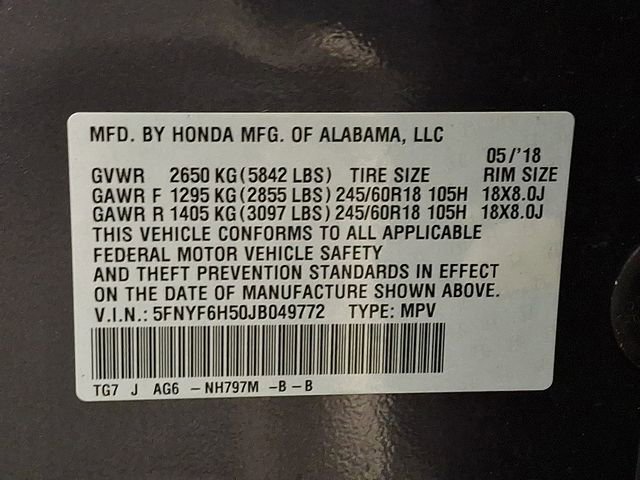 MFD. BY HONDA MFG. OF ALABAMA, LLC
05/'18
GVWR 2650 KG(5842 LBS) TIRE SIZE RIM SIZE
GAWR F 1295 KG(2855 LBS) 245/60R18 105H 18X8.0J
GAWR R 1405 KG(3097 LBS) 245/60R18 105H 18X8.0J
THIS VEHICLE CONFORMS TO ALL APPLICABLE
FEDERAL MOTOR VEHICLE SAFETY
AND THEFT PREVENTION STANDARDS IN EFFECT
ON THE DATE OF MANUFACTURE SHOWN ABOVE.
V.I.N.: 5FNYF6H50JB049772 TYPE: MPV
TG7 J AG6 -NH797M -B-B